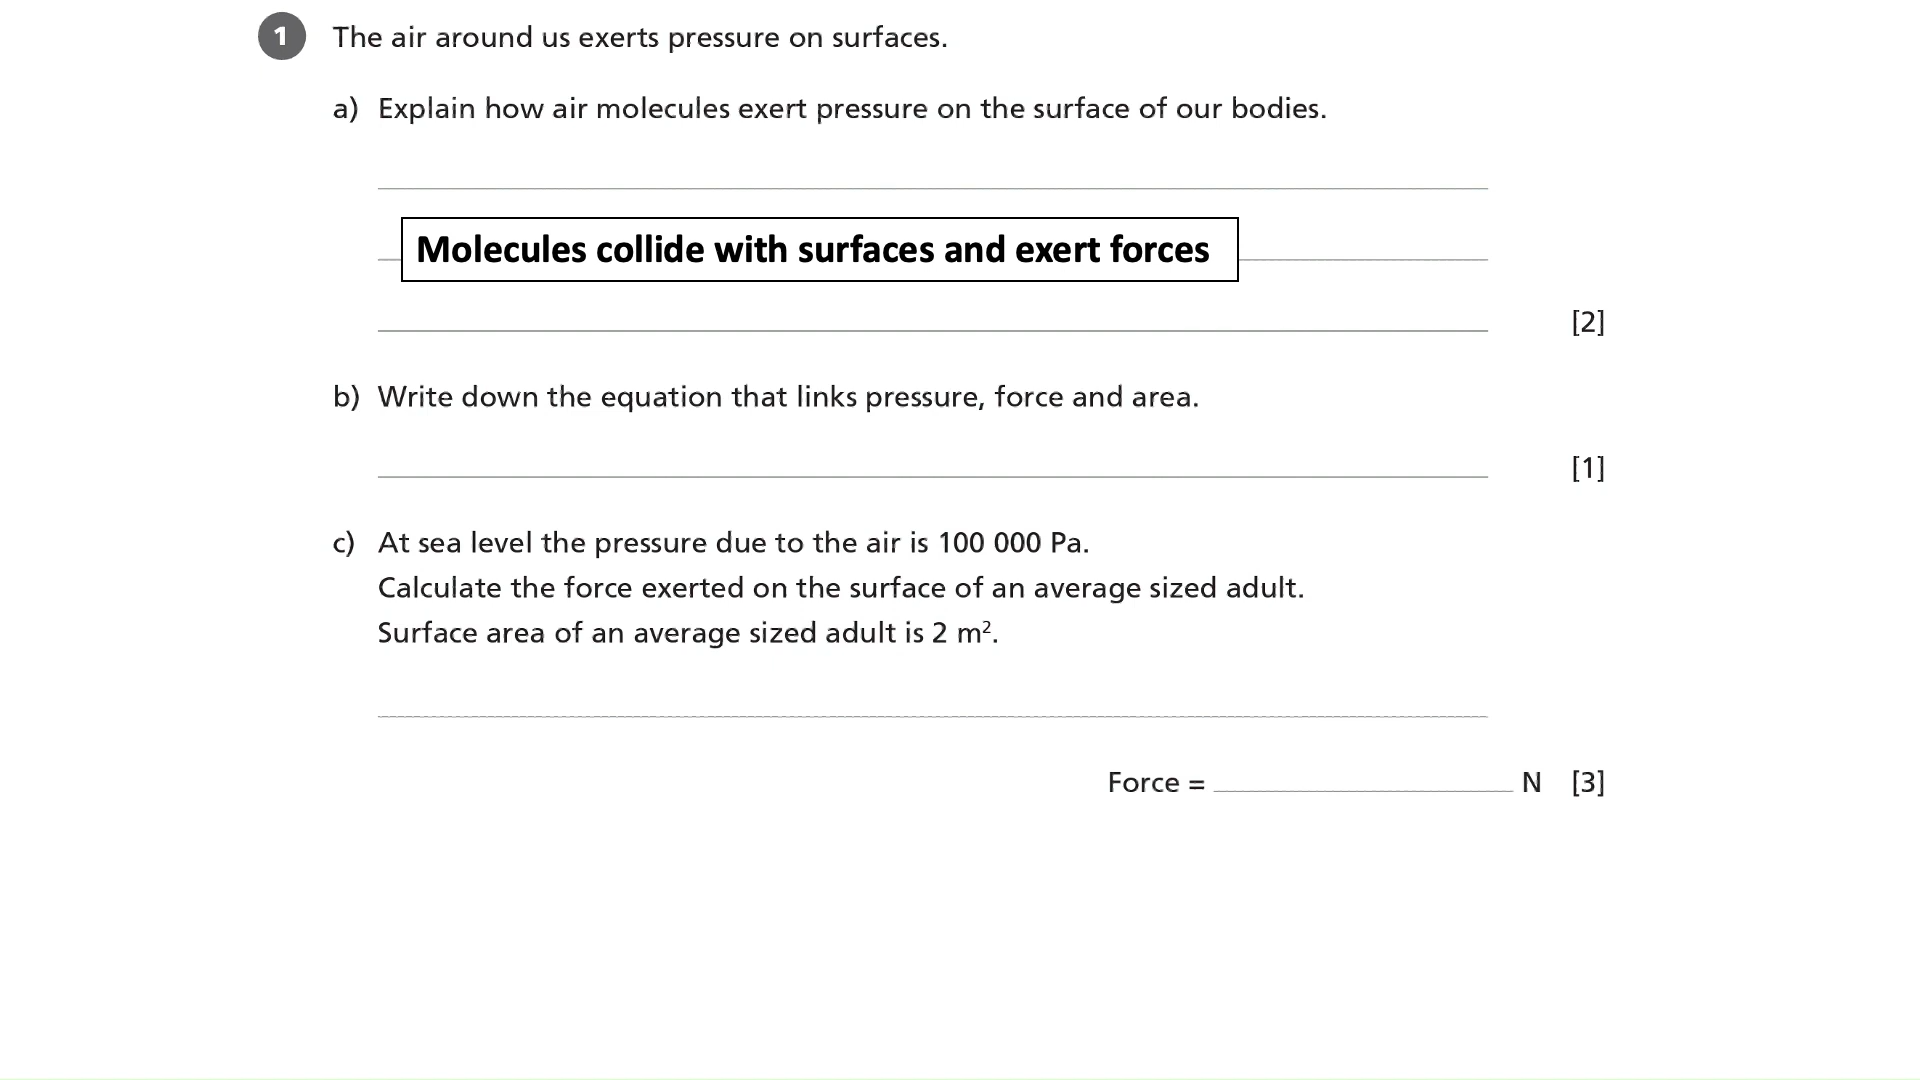 1 The air around us exerts pressure on surfaces.
a) Explain how air molecules exert pressure on the surface of our bodies.
Molecules collide with surfaces and exert forces
[2]
b) Write down the equation that links pressure, force and area.
[1]
c) At sea level the pressure due to the air is 100 000 Pa.
Calculate the force exerted on the surface of an average sized adult.
Surface area of an average sized adult is 2 m².
Force = N [3]